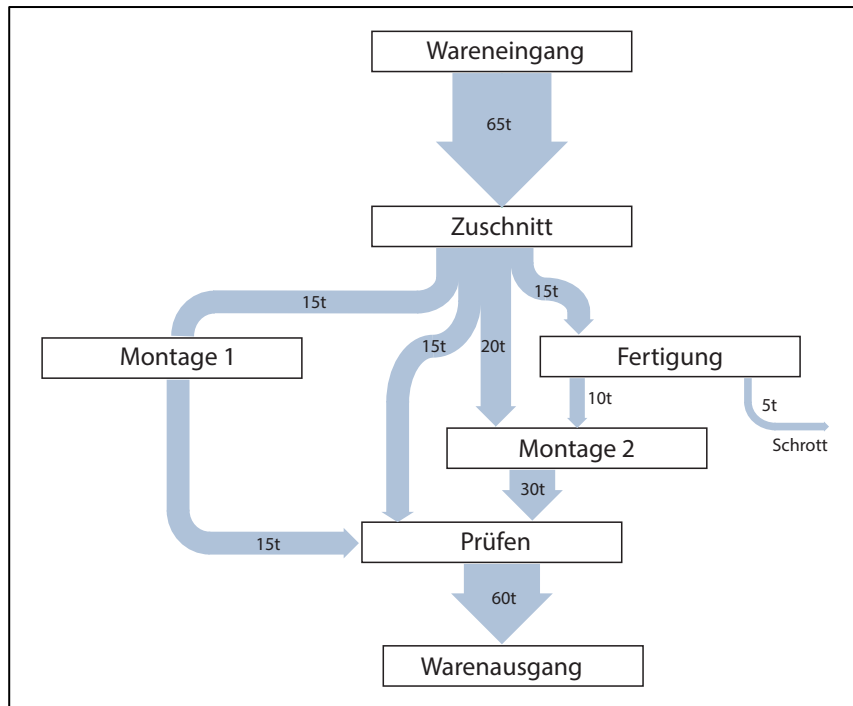 Wareneingang
65t
Zuschnitt
15t
15t
20t
15t
Montage 1
Fertigung
10t
5t
Schrott
Montage 2
30t
15t
Prüfen
60t
Warenausgang